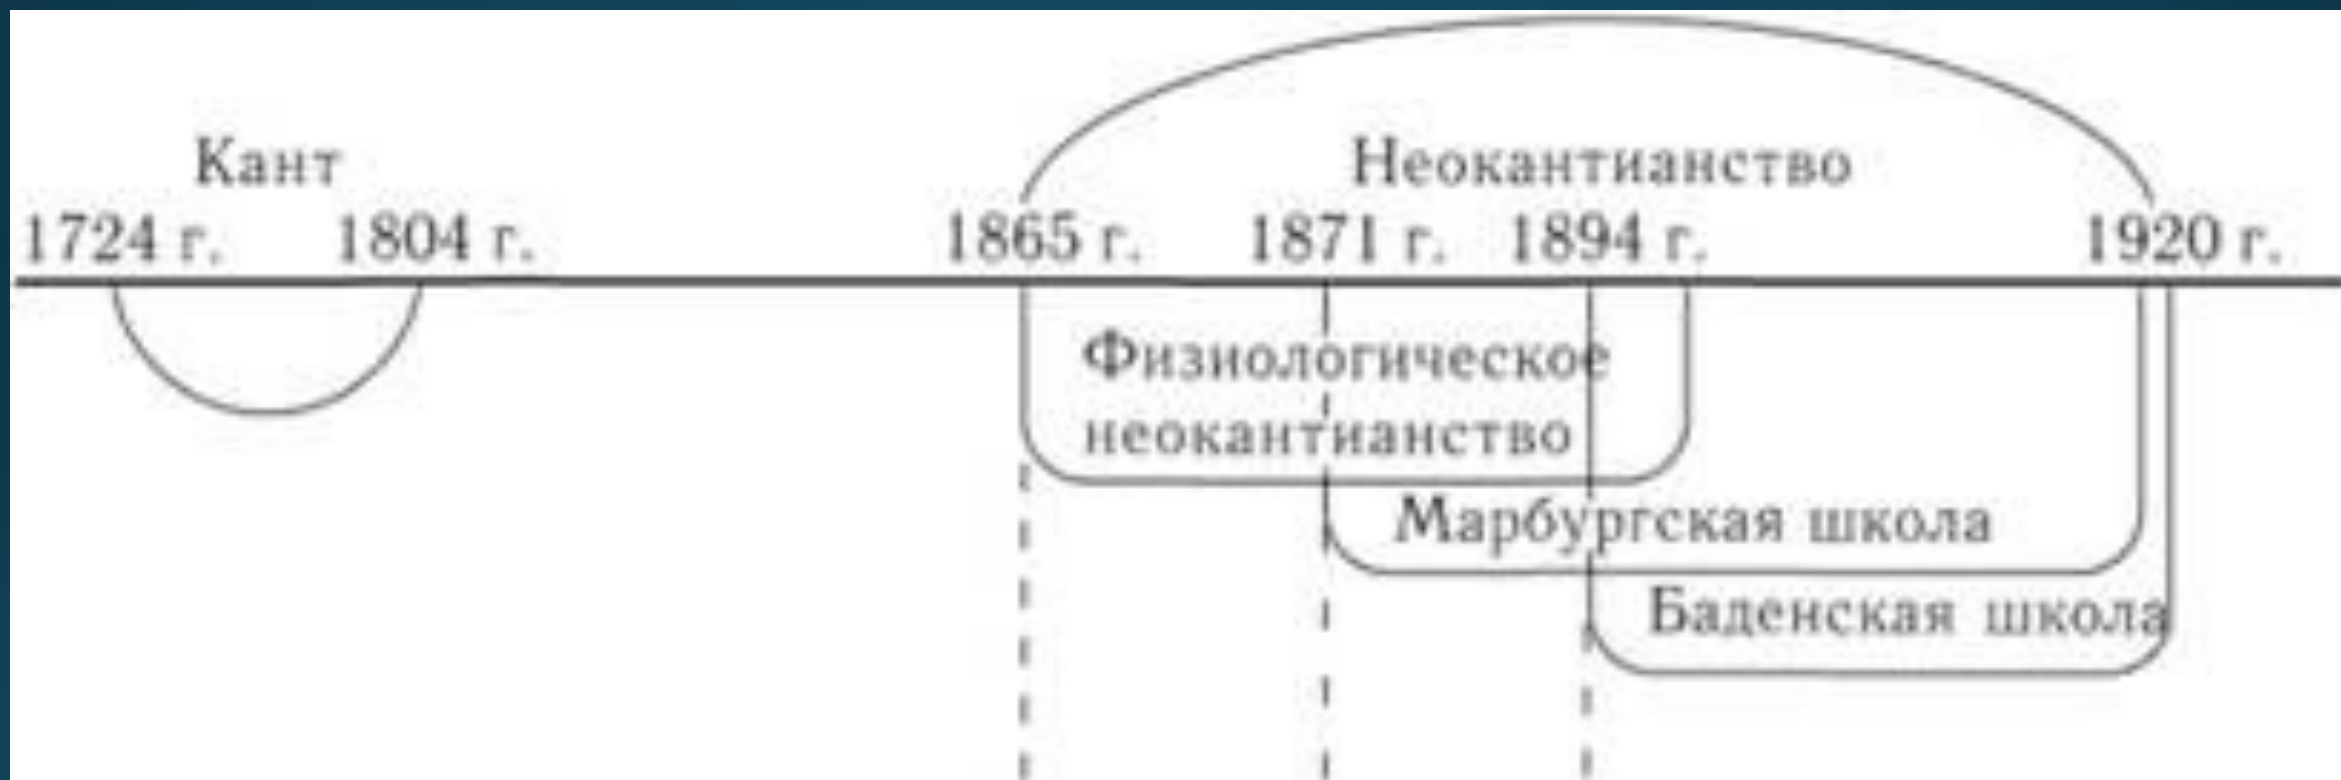 Кант
Неокантианство
1724 г. 1804 г. 1865 г. 1871 г. 1894 г. 1920 г.
Физиологическое
неокантианство
Марбургская школа
Баденская школа